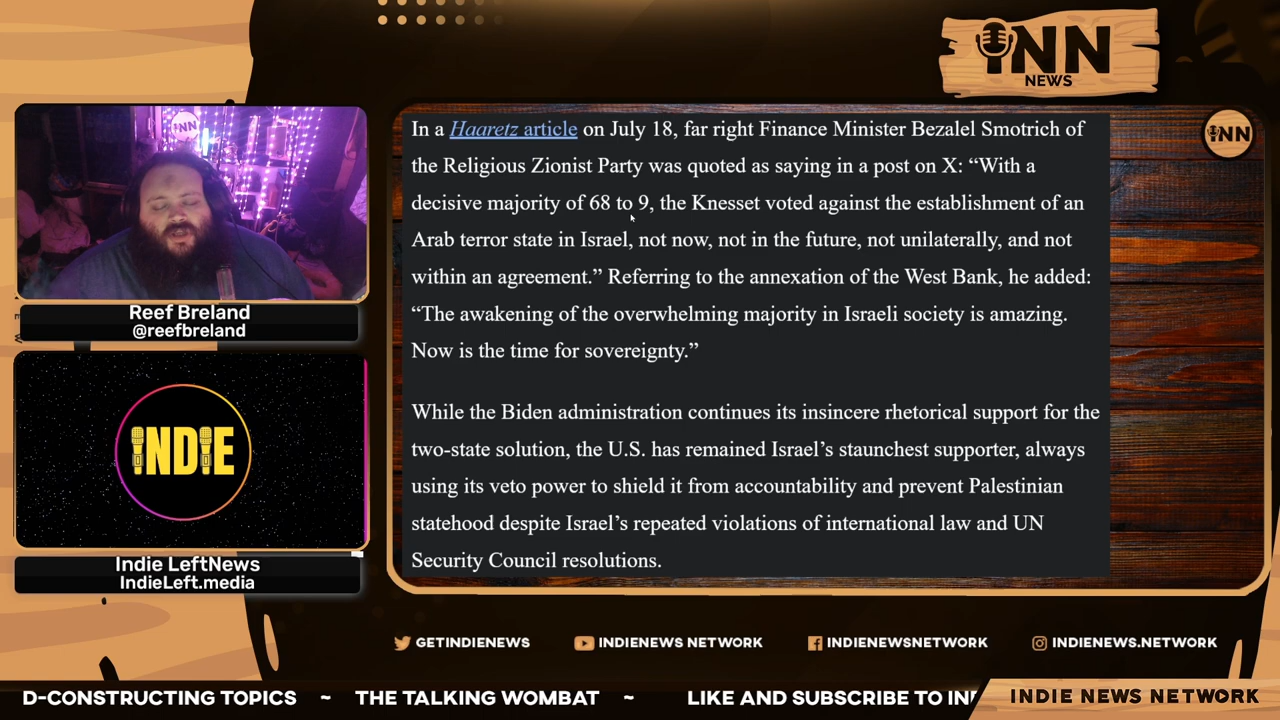 INN
NEWS
INN
In a Haaretz article on July 18, far right Finance Minister Bezalel Smotrich of
the Religious Zionist Party was quoted as saying in a post on X: “With a
decisive majority of 68 to 9, the Knesset voted against the establishment of an
Arab terror state in Israel, not now, not in the future, not unilaterally, and not
within an agreement.” Referring to the annexation of the West Bank, he added:
“The awakening of the overwhelming majority in Israeli society is amazing.
Now is the time for sovereignty.”
While the Biden administration continues its insincere rhetorical support for the
two-state solution, the U.S. has remained Israel’s staunchest supporter, always
using its veto power to shield it from accountability and prevent Palestinian
statehood despite Israel’s repeated violations of international law and UN
Security Council resolutions.
INN
Reef Breland
@reefbreland
INDIE
Indie LeftNews
IndieLeft.media
GETINDIENEWS
INDIENEWS NETWORK
INDIENEWSNETWORK
INDIENEWS.NETWORK
D-CONSTRUCTING TOPICS ~ THE TALKING WOMBAT ~ LIKE AND SUBSCRIBE TO
INDIE NEWS NETWORK